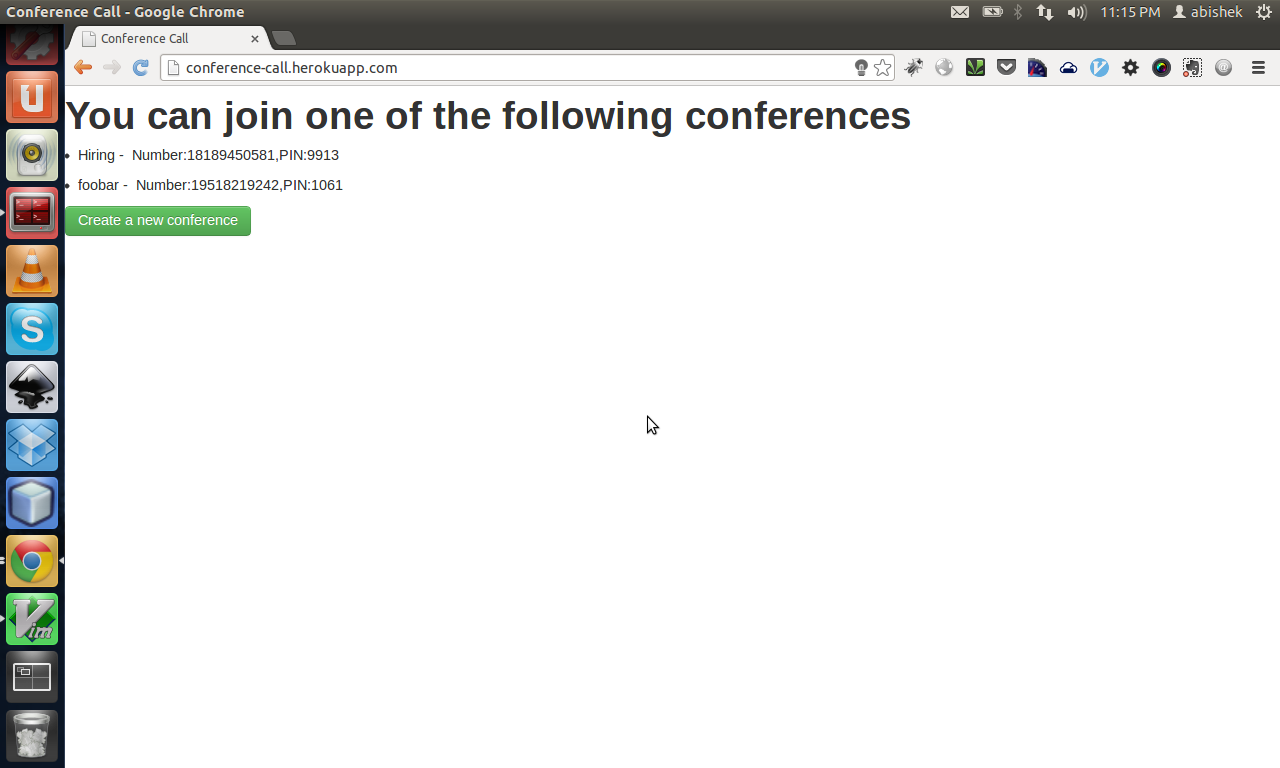 Conference Call - Google Chrome
11:15 PM abishek
Conference Call
conference-call.herokuapp.com
You can join one of the following conferences
Hiring -  Number:18189450581,PIN:9913
foobar -  Number:19518219242,PIN:1061
Create a new conference
U
S
Vim